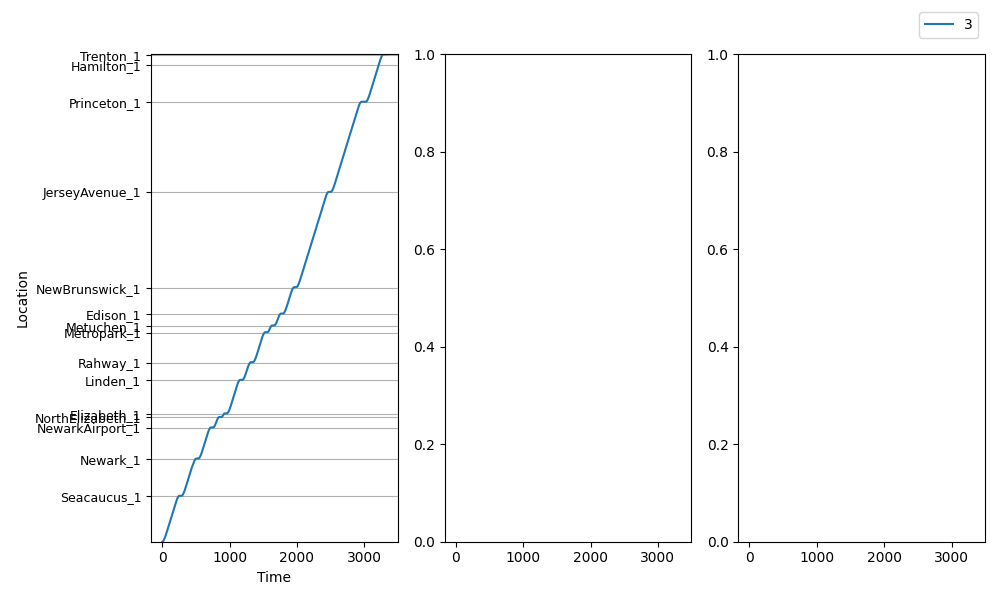 3
Trenton_1
Hamilton_1
Princeton_1
JerseyAvenue_1
NewBrunswick_1
Edison_1
Metuchen_1
Metropark_1
Rahway_1
Linden_1
Elizabeth_1
NorthElizabeth_1
NewarkAirport_1
Newark_1
Seacaucus_1
Location
0 1000 2000 3000
Time
1.0
0.8
0.6
0.4
0.2
0.0
0 1000 2000 3000
1.0
0.8
0.6
0.4
0.2
0.0
0 1000 2000 3000